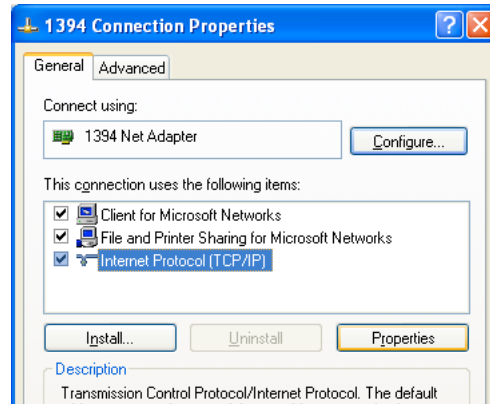 1394 Connection Properties
General Advanced
Connect using:
1394 Net Adapter
Configure...
This connection uses the following items:
Client for Microsoft Networks
File and Printer Sharing for Microsoft Networks
Internet Protocol (TCP/IP)
Install... Uninstall Properties
Description
Transmission Control Protocol/Internet Protocol. The default